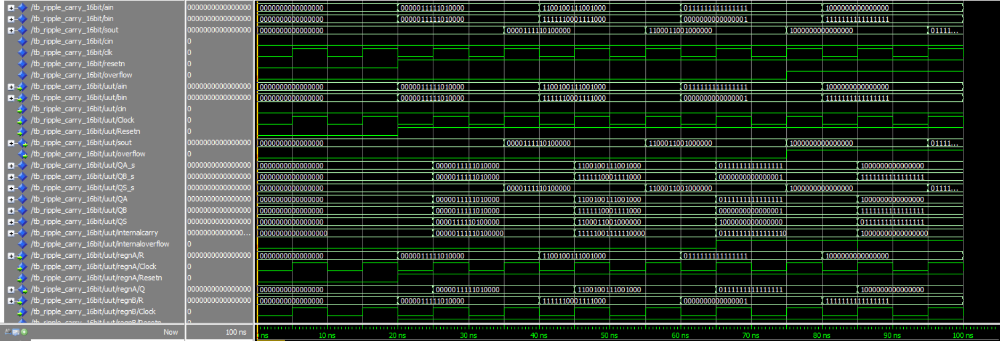 /tb_ripple_carry_16bit/ain 0000000000000000 0000000000000000 0000011111010000 1100100111001000 0111111111111111 1000000000000000
/tb_ripple_carry_16bit/bin 0000000000000000 0000000000000000 0000011111010000 1111110001111000 0000000000000001 1111111111111111
/tb_ripple_carry_16bit/sout 0000000000000000 0000000000000000 0000111110100000 1100011001000000 1000000000000000 01111...
/tb_ripple_carry_16bit/cin 0
/tb_ripple_carry_16bit/clk 0
/tb_ripple_carry_16bit/resetn 0
/tb_ripple_carry_16bit/overflow 0
/tb_ripple_carry_16bit/uut/ain 0000000000000000 0000000000000000 0000011111010000 1100100111001000 0111111111111111 1000000000000000
/tb_ripple_carry_16bit/uut/bin 0000000000000000 0000000000000000 0000011111010000 1111110001111000 0000000000000001 1111111111111111
/tb_ripple_carry_16bit/uut/cin 0
/tb_ripple_carry_16bit/uut/Clock 0
/tb_ripple_carry_16bit/uut/Resetn 0
/tb_ripple_carry_16bit/uut/sout 0000000000000000 0000000000000000 0000111110100000 1100011001000000 1000000000000000 01111...
/tb_ripple_carry_16bit/uut/overflow 0
/tb_ripple_carry_16bit/uut/QA_s 0000000000000000 0000000000000000 0000011111010000 1100100111001000 0111111111111111 1000000000000000
/tb_ripple_carry_16bit/uut/QB_s 0000000000000000 0000000000000000 0000011111010000 1111110001111000 0000000000000001 1111111111111111
/tb_ripple_carry_16bit/uut/QS_s 0000000000000000 0000000000000000 0000111110100000 1100011001000000 1000000000000000 01111...
/tb_ripple_carry_16bit/uut/QA 0000000000000000 0000000000000000 0000011111010000 1100100111001000 0111111111111111 1000000000000000
/tb_ripple_carry_16bit/uut/QB 0000000000000000 0000000000000000 0000011111010000 1111110001111000 0000000000000001 1111111111111111
/tb_ripple_carry_16bit/uut/QS 0000000000000000 0000000000000000 0000111110100000 1100011001000000 1000000000000000 0111111111111111
/tb_ripple_carry_16bit/uut/internalcarry 00000000000000... 00000000000000000 00000111110100000 11111001111110000 01111111111111110 10000000000000000
/tb_ripple_carry_16bit/uut/internaloverflow 0
/tb_ripple_carry_16bit/uut/regnA/R 0000000000000000 0000000000000000 0000011111010000 1100100111001000 0111111111111111 1000000000000000
/tb_ripple_carry_16bit/uut/regnA/Clock 0
/tb_ripple_carry_16bit/uut/regnA/Resetn 0
/tb_ripple_carry_16bit/uut/regnA/Q 0000000000000000 0000000000000000 0000011111010000 1100100111001000 0111111111111111 1000000000000000
/tb_ripple_carry_16bit/uut/regnB/R 0000000000000000 0000000000000000 0000011111010000 1111110001111000 0000000000000001 1111111111111111
/tb_ripple_carry_16bit/uut/regnB/Clock 0
Now 100 ns
ns 10 ns 20 ns 30 ns 40 ns 50 ns 60 ns 70 ns 80 ns 90 ns 100 ns